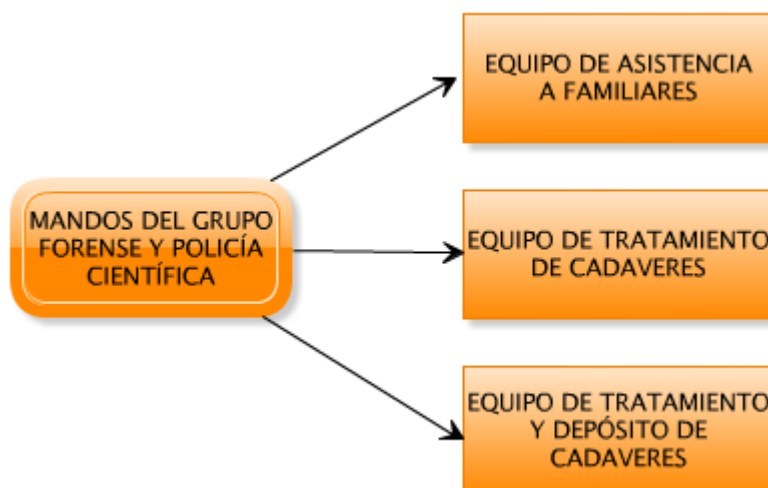 EQUIPO DE ASISTENCIA
A FAMILIARES
MANDOS DEL GRUPO
FORENSE Y POLICÍA
CIENTÍFICA
EQUIPO DE TRATAMIENTO
DE CADAVERES
EQUIPO DE TRATAMIENTO
Y DEPÓSITO DE
CADAVERES